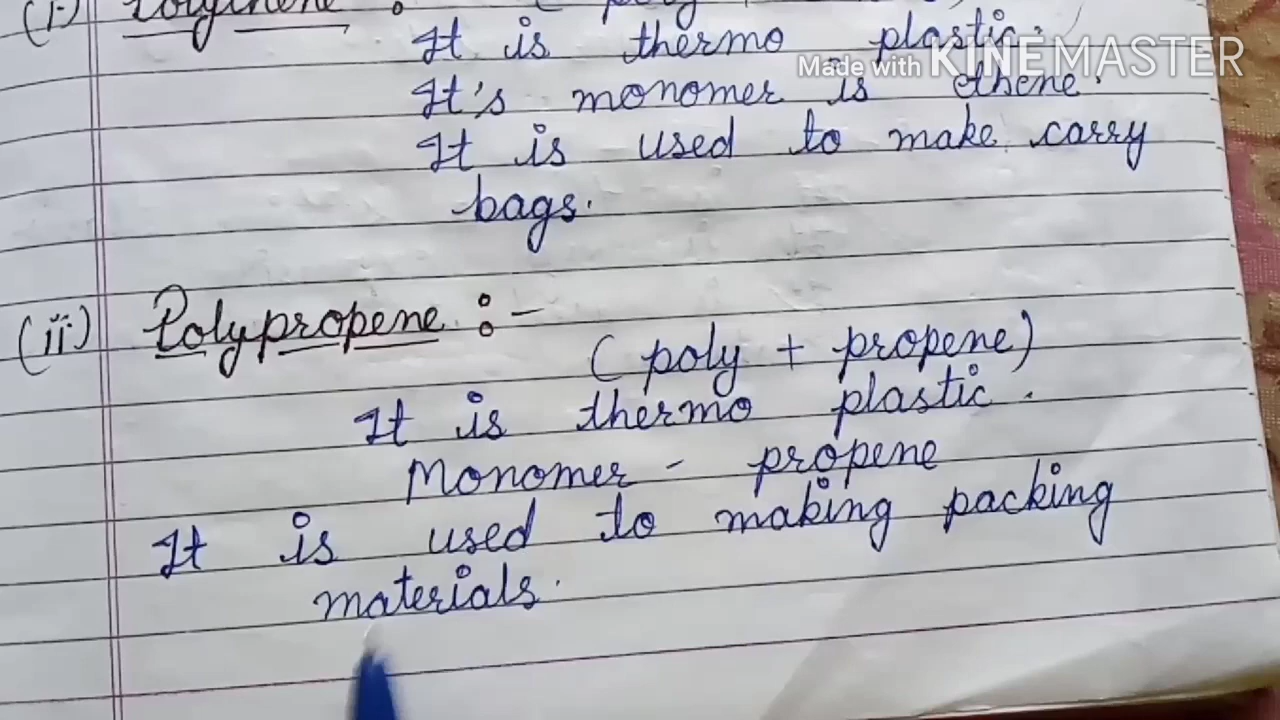 (i) :
It is thermo plastic.
Made with KINEMASTER
It's monomer is ethene.
It is used to make carry
bags.
(ii) Polypropene :-
(poly + propene)
It is thermo plastic.
Monomer - propene
It is used to making packing
materials.